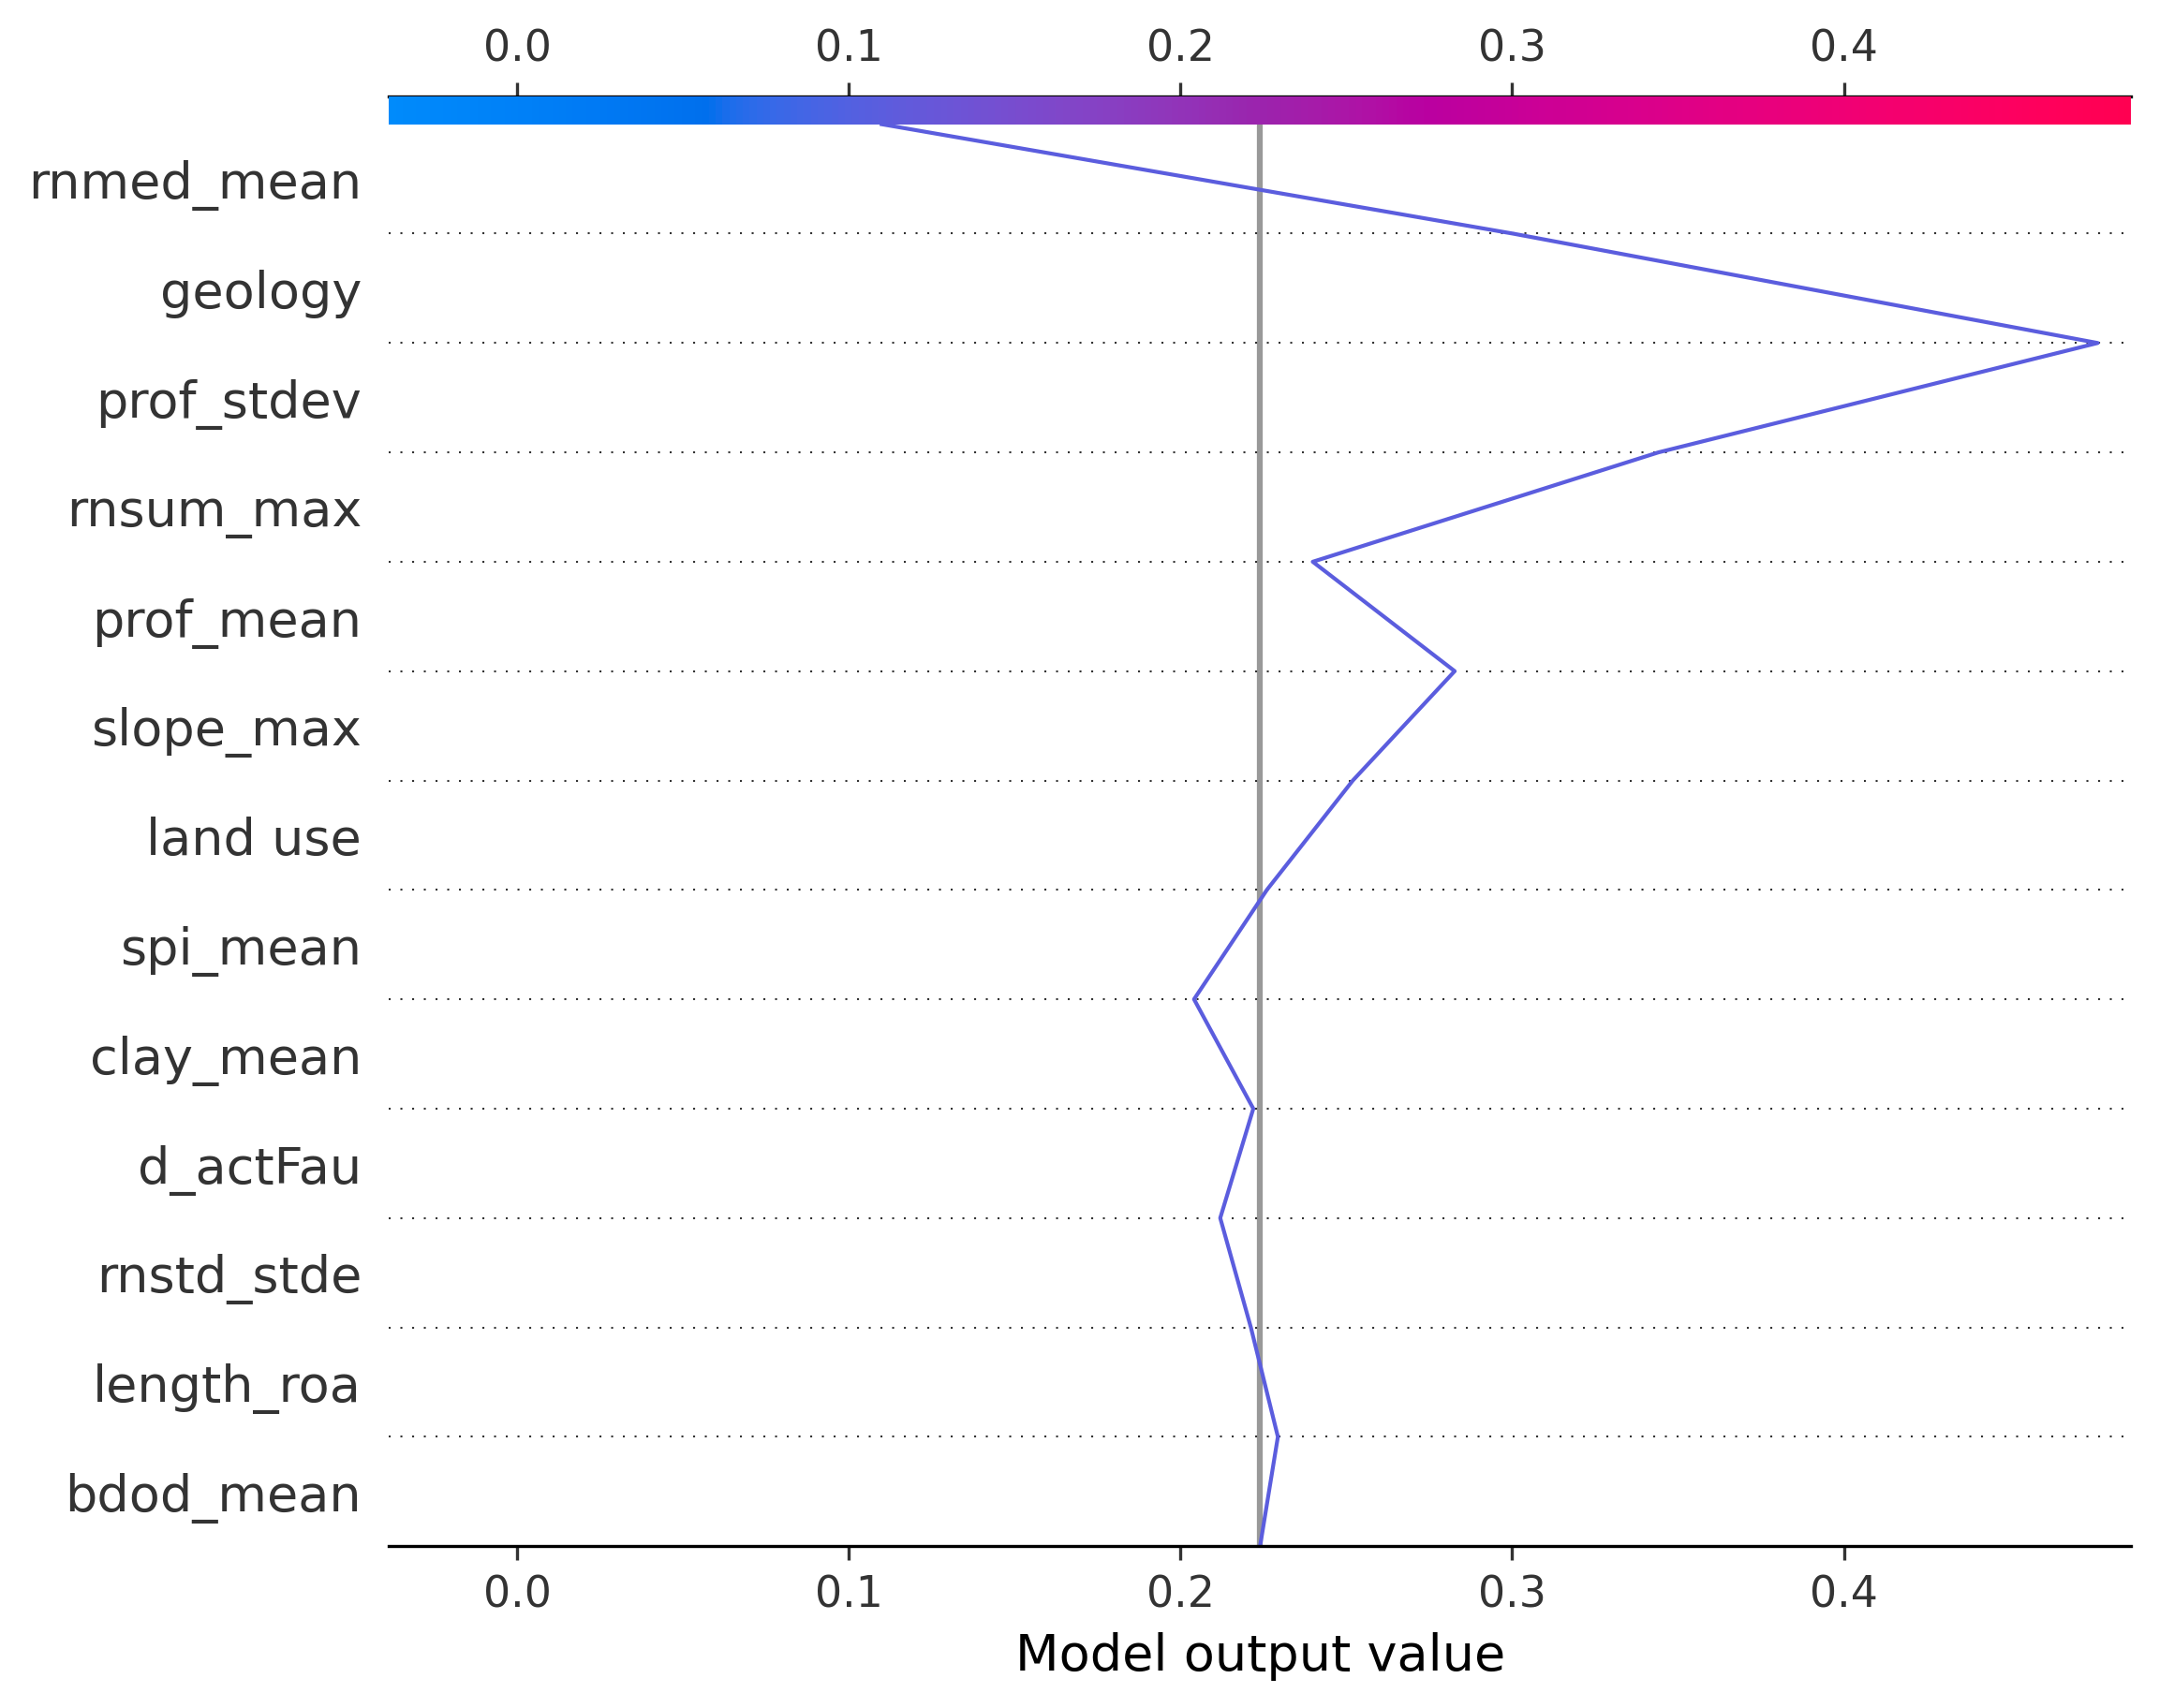 0.0 0.1 0.2 0.3 0.4
rnmed_mean
geology
prof_stdev
rnsum_max
prof_mean
slope_max
land use
spi_mean
clay_mean
d_actFau
rnstd_stde
length_roa
bdod_mean
0.0 0.1 0.2 0.3 0.4
Model output value